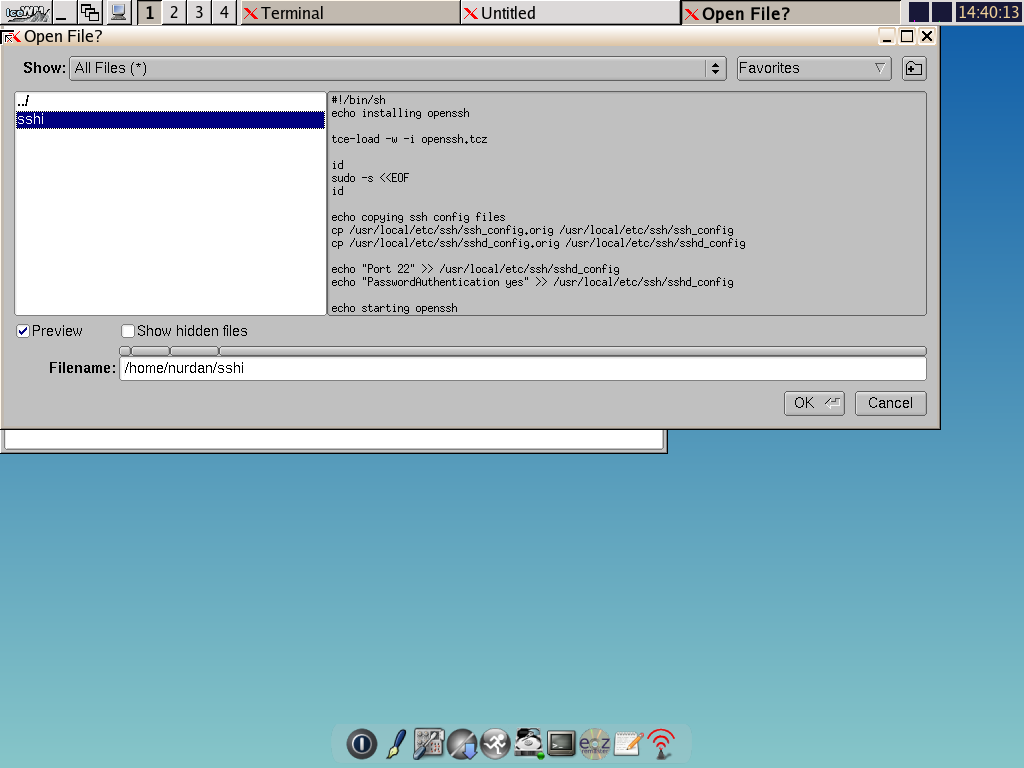 IceWM
1 2 3 4 Terminal Untitled Open File? 14:40:13
Open File?
Show: All Files (*) Favorites
../
sshi
#!/bin/sh
echo installing openssh
tce-load -w -i openssh.tcz
id
sudo -s <<EOF
id
echo copying ssh config files
cp /usr/local/etc/ssh/ssh_config.orig /usr/local/etc/ssh/ssh_config
cp /usr/local/etc/ssh/sshd_config.orig /usr/local/etc/ssh/sshd_config
echo "Port 22" >> /usr/local/etc/ssh/sshd_config
echo "PasswordAuthentication yes" >> /usr/local/etc/ssh/sshd_config
echo starting openssh
Preview Show hidden files
Filename: /home/nurdan/sshi
OK Cancel